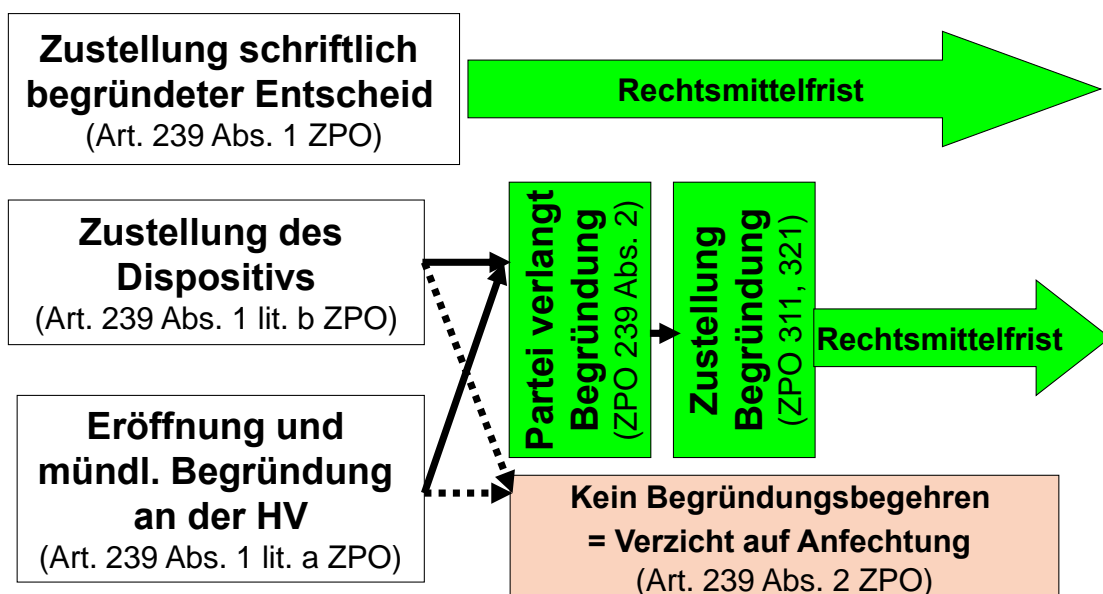 Zustellung schriftlich
begründeter Entscheid
(Art. 239 Abs. 1 ZPO)
Rechtsmittelfrist
Zustellung des
Dispositivs
(Art. 239 Abs. 1 lit. b ZPO)
Eröffnung und
mündl. Begründung
an der HV
(Art. 239 Abs. 1 lit. a ZPO)
Partei verlangt
Begründung
(ZPO 239 Abs. 2)
Zustellung
Begründung
(ZPO 311, 321)
Rechtsmittelfrist
Kein Begründungsbegehren
= Verzicht auf Anfechtung
(Art. 239 Abs. 2 ZPO)